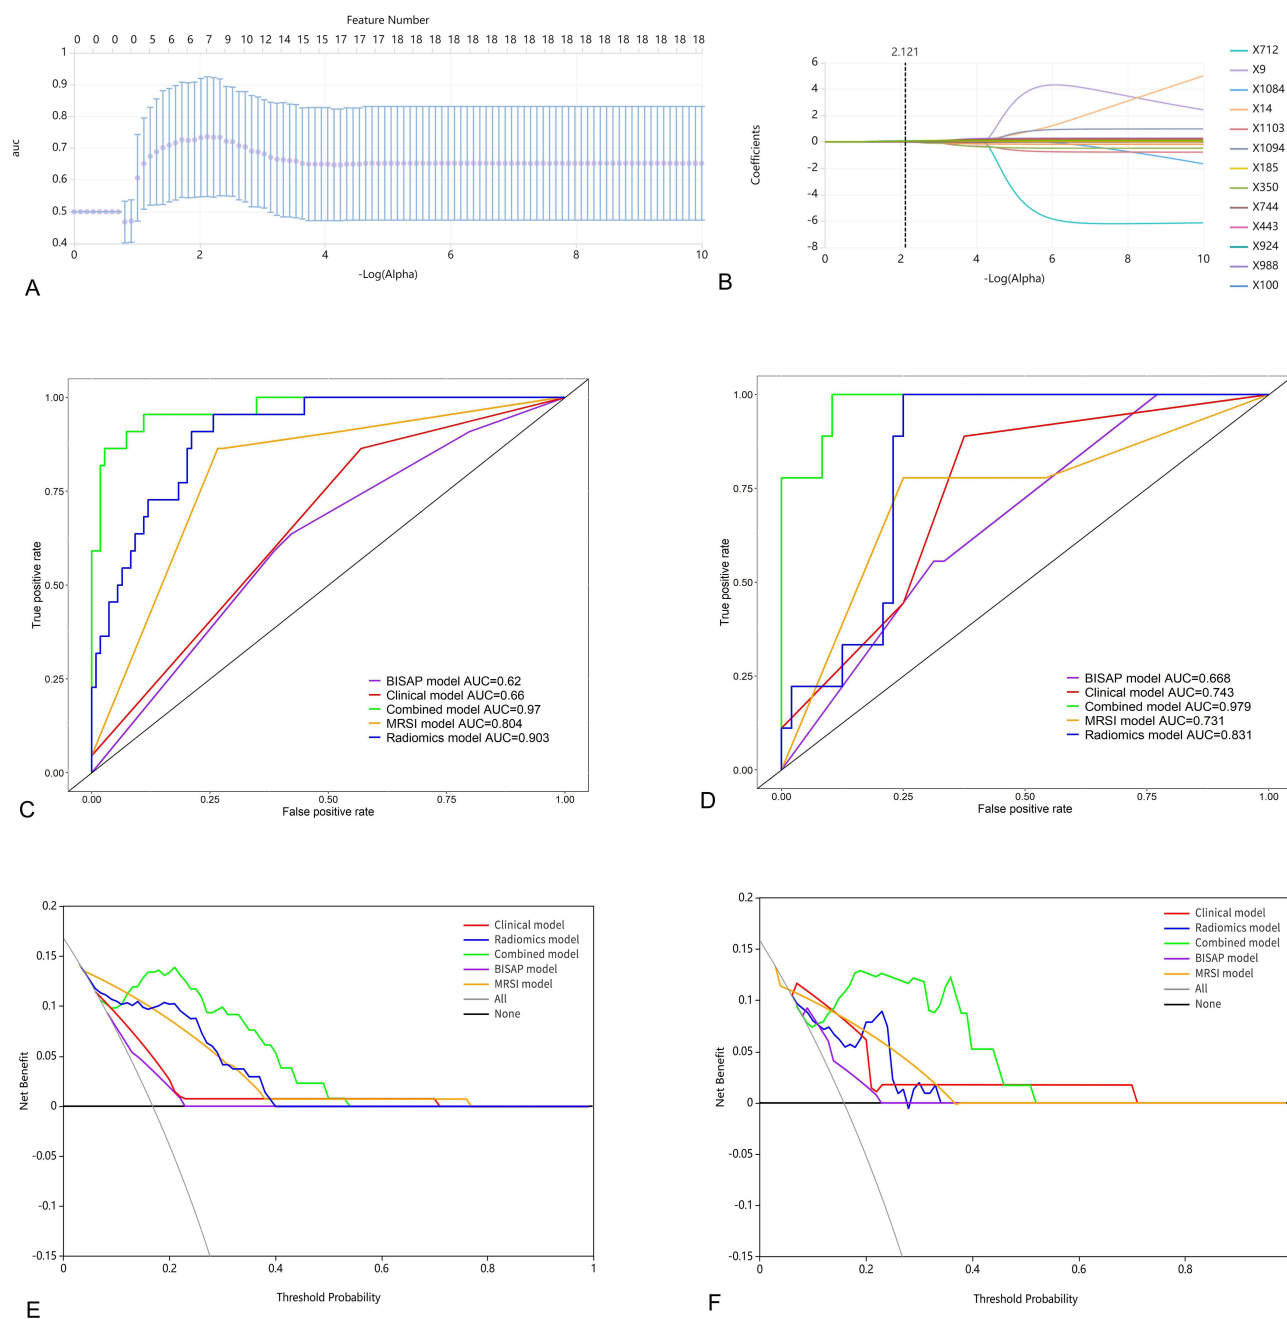 Feature Number
0 0 0 0 5 6 6 7 9 10 12 14 15 15 17 17 18 18 18 18 18 18 18 18 18 18 18 18 18 18 18 18 18 18
1
0.9
0.8
0.7
0.6
0.5
0.4
auc
0 2 4 6 8 10
-Log(Alpha)
A
2.121
6
4
2
0
-2
-4
-6
-8
Coefficients
0 2 4 6 8 10
-Log(Alpha)
B
X712
X9
X1084
X14
X1103
X1094
X185
X350
X744
X443
X924
X988
X100
1.00
0.75
0.50
0.25
0.00
True positive rate
BISAP model AUC=0.62
Clinical model AUC=0.66
Combined model AUC=0.97
MRSI model AUC=0.804
Radiomics model AUC=0.903
0.00 0.25 0.50 0.75 1.00
False positive rate
C
1.00
0.75
0.50
0.25
0.00
True positive rate
BISAP model AUC=0.668
Clinical model AUC=0.743
Combined model AUC=0.979
MRSI model AUC=0.731
Radiomics model AUC=0.831
0.00 0.25 0.50 0.75 1.00
False positive rate
D
0.2
0.15
0.1
0.05
0
-0.05
-0.1
-0.15
Net Benefit
Clinical model
Radiomics model
Combined model
BISAP model
MRSI model
All
None
0 0.2 0.4 0.6 0.8 1
Threshold Probability
E
0.2
0.15
0.1
0.05
0
-0.05
-0.1
-0.15
Net Benefit
Clinical model
Radiomics model
Combined model
BISAP model
MRSI model
All
None
0 0.2 0.4 0.6 0.8
Threshold Probability
F